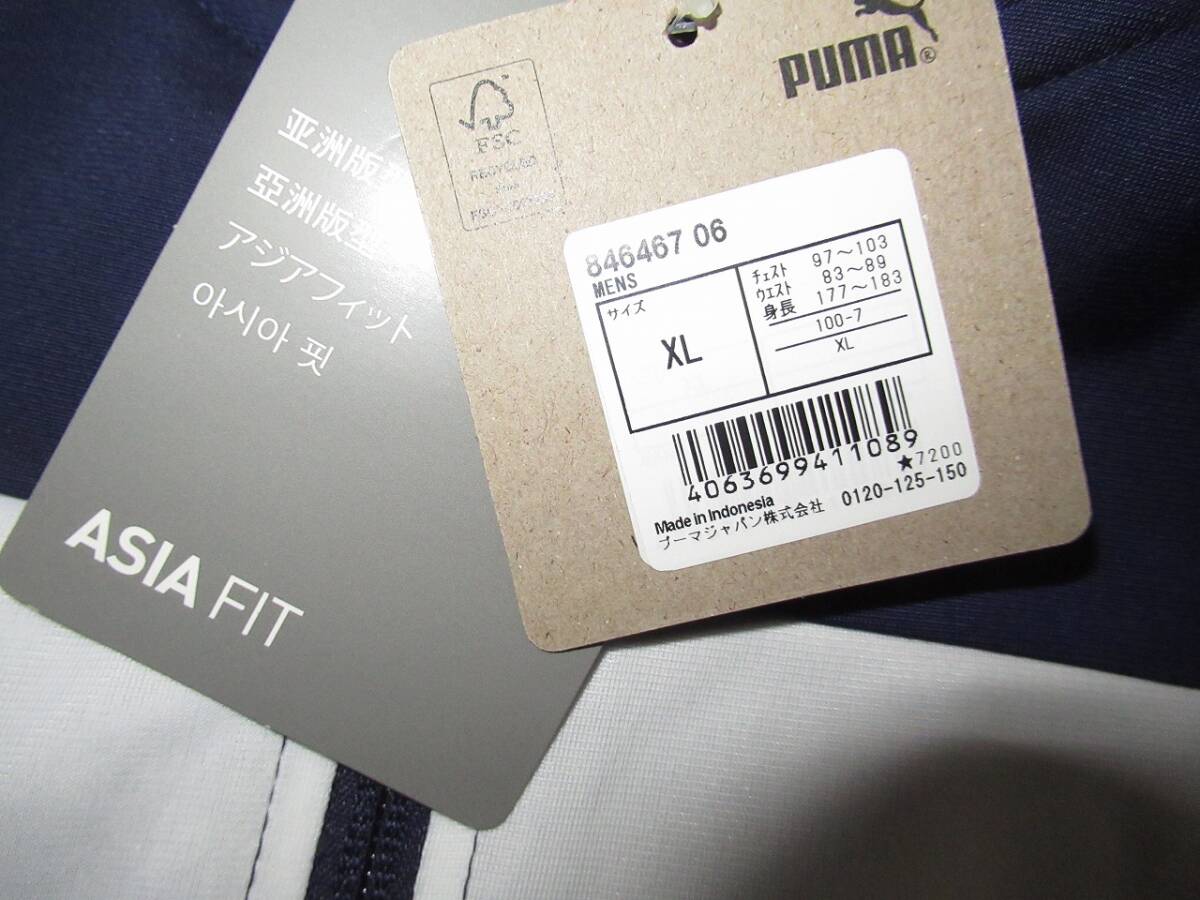 亚洲版型
亞洲版型
アジアフィット
아시아 핏
ASIA FIT
FSC
RECYCLED
PUMA®
846467 06
MENS
サイズ
XL
チェスト 97～103
ウエスト 83～89
身長 177～183
100-7
XL
4063699411089
★7200
Made in Indonesia
プーマジャパン株式会社 0120-125-150